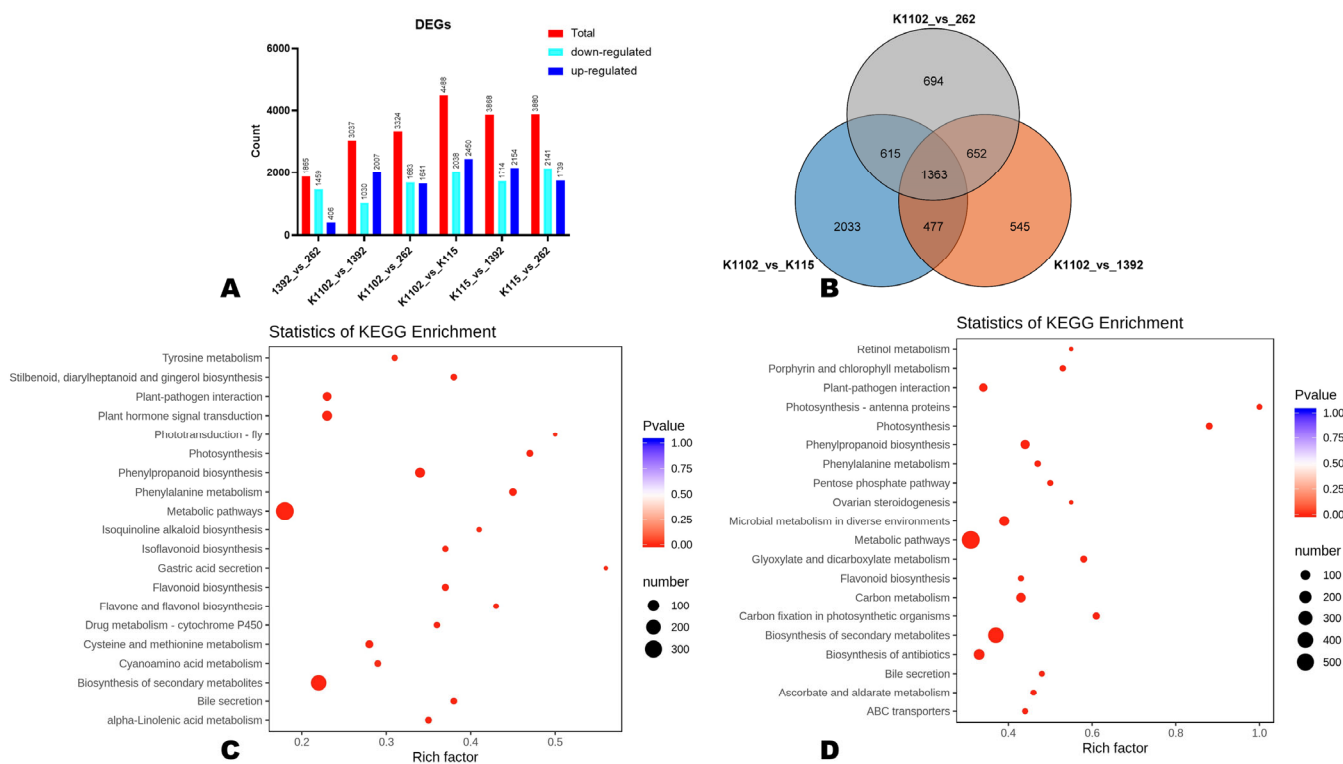 DEGs
Total
down-regulated
up-regulated
6000
4000
2000
0
Count
1865
1459
406
3037
1030
2007
3324
1683
1641
4488
2038
2450
3868
1714
2154
3880
2141
1739
1392_vs_262
K1102_vs_1392
K1102_vs_262
K1102_vs_K115
K115_vs_1392
K115_vs_262
A
K1102_vs_262
694
615
652
1363
2033
477
545
K1102_vs_K115
K1102_vs_1392
B
Statistics of KEGG Enrichment
Tyrosine metabolism
Stilbenoid, diarylheptanoid and gingerol biosynthesis
Plant-pathogen interaction
Plant hormone signal transduction
Phototransduction - fly
Photosynthesis
Phenylpropanoid biosynthesis
Phenylalanine metabolism
Metabolic pathways
Isoquinoline alkaloid biosynthesis
Isoflavonoid biosynthesis
Gastric acid secretion
Flavonoid biosynthesis
Flavone and flavonol biosynthesis
Drug metabolism - cytochrome P450
Cysteine and methionine metabolism
Cyanoamino acid metabolism
Biosynthesis of secondary metabolites
Bile secretion
alpha-Linolenic acid metabolism
0.2 0.3 0.4 0.5
Rich factor
Pvalue
1.00
0.75
0.50
0.25
0.00
number
100
200
300
C
Statistics of KEGG Enrichment
Retinol metabolism
Porphyrin and chlorophyll metabolism
Plant-pathogen interaction
Photosynthesis - antenna proteins
Photosynthesis
Phenylpropanoid biosynthesis
Phenylalanine metabolism
Pentose phosphate pathway
Ovarian steroidogenesis
Microbial metabolism in diverse environments
Metabolic pathways
Glyoxylate and dicarboxylate metabolism
Flavonoid biosynthesis
Carbon metabolism
Carbon fixation in photosynthetic organisms
Biosynthesis of secondary metabolites
Biosynthesis of antibiotics
Bile secretion
Ascorbate and aldarate metabolism
ABC transporters
0.4 0.6 0.8 1.0
Rich factor
Pvalue
1.00
0.75
0.50
0.25
0.00
number
100
200
300
400
500
D